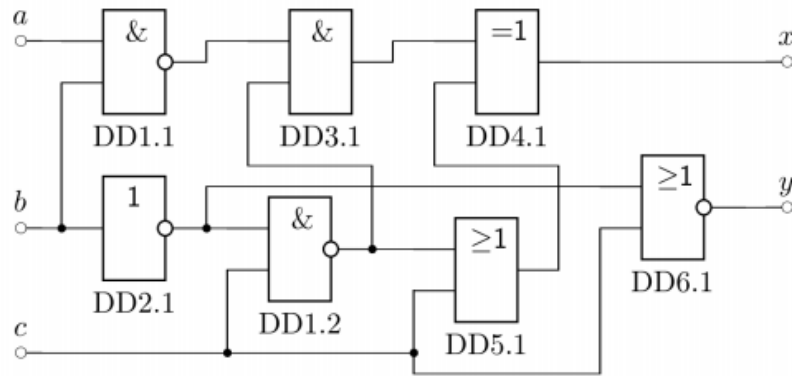 a
&
&
=1
x
DD1.1
DD3.1
DD4.1
b
1
&
≥1
≥1
y
DD2.1
DD1.2
DD5.1
DD6.1
c